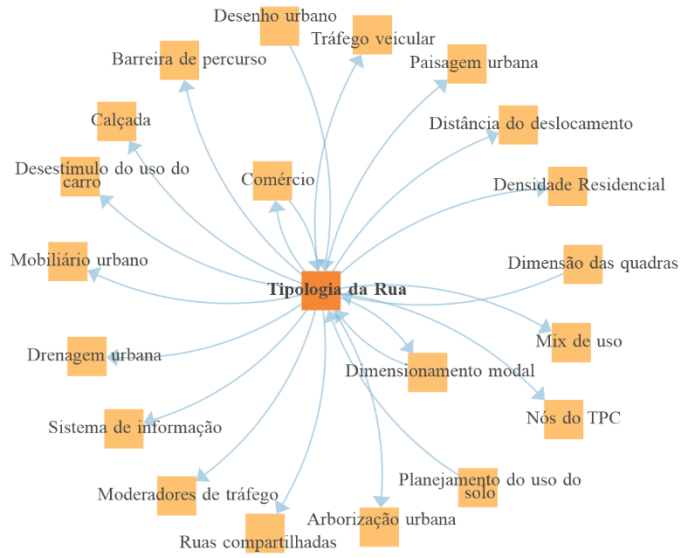 Desenho urbano
Tráfego veicular
Barreira de percurso
Paisagem urbana
Calçada
Distância do deslocamento
Desestímulo do uso do
carro
Comércio
Densidade Residencial
Mobiliário urbano
Dimensão das quadras
Tipologia da Rua
Mix de uso
Drenagem urbana
Dimensionamento modal
Nós do TPC
Sistema de informação
Planejamento do uso do
solo
Moderadores de tráfego
Arborização urbana
Ruas compartilhadas